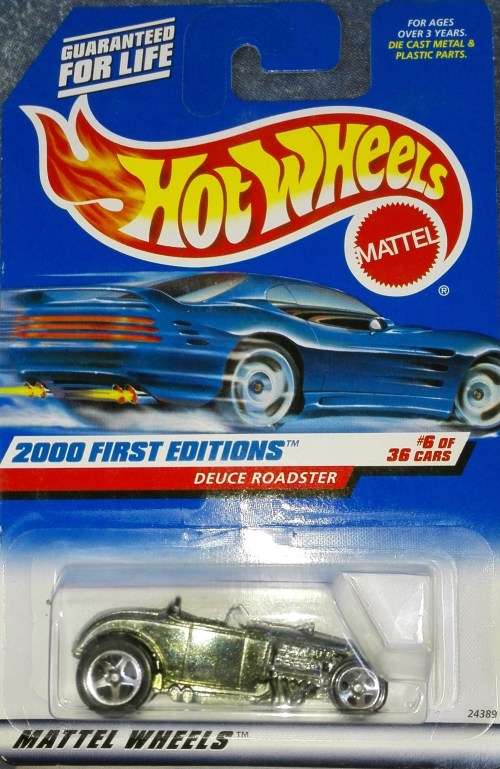 GUARANTEED
FOR LIFE
FOR AGES
OVER 3 YEARS.
DIE CAST METAL &
PLASTIC PARTS.
HOT WHEELS
MATTEL
®
2000 FIRST EDITIONS™
#6 OF
36 CARS
DEUCE ROADSTER
24389
MATTEL WHEELS™